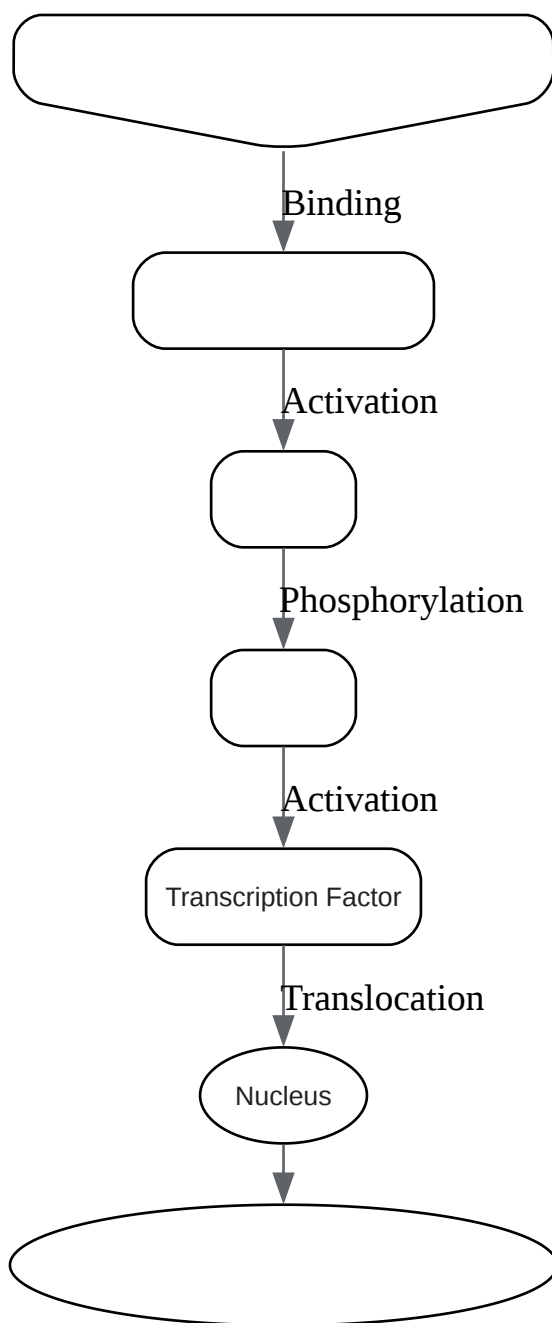 Binding
Activation
Phosphorylation
Activation
Transcription Factor
Translocation
Nucleus